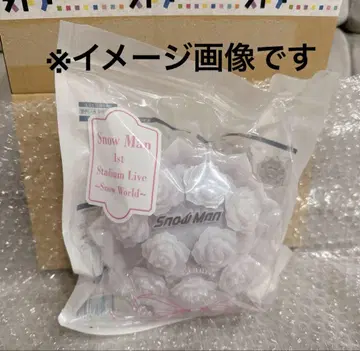 ※イメージ画像です
Snow Man
1st
Stadium Live
~Snow World~
Snow Man